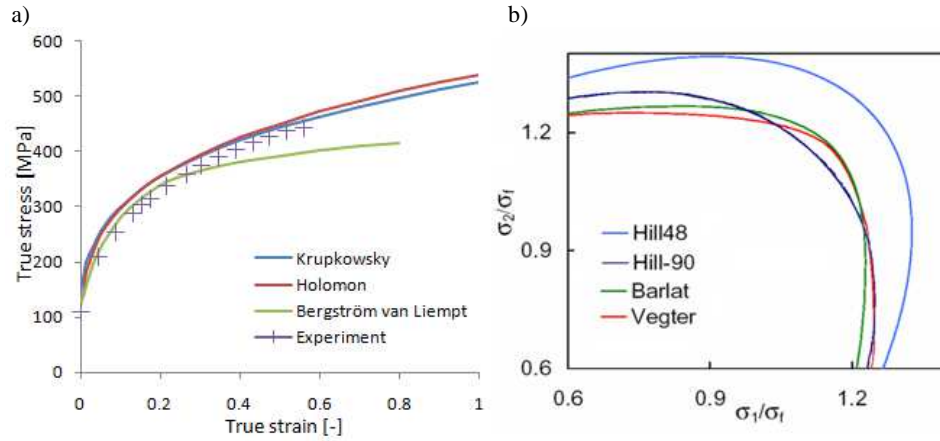 a)
600
500
400
300
200
100
0
True stress [MPa]
0
0.2
0.4
0.6
0.8
1
True strain [-]
Krupkowsky
Holomon
Bergström van Liempt
Experiment
b)
1.2
0.9
0.6
σ2/σf
0.6
0.9
1.2
σ1/σf
Hill48
Hill-90
Barlat
Vegter